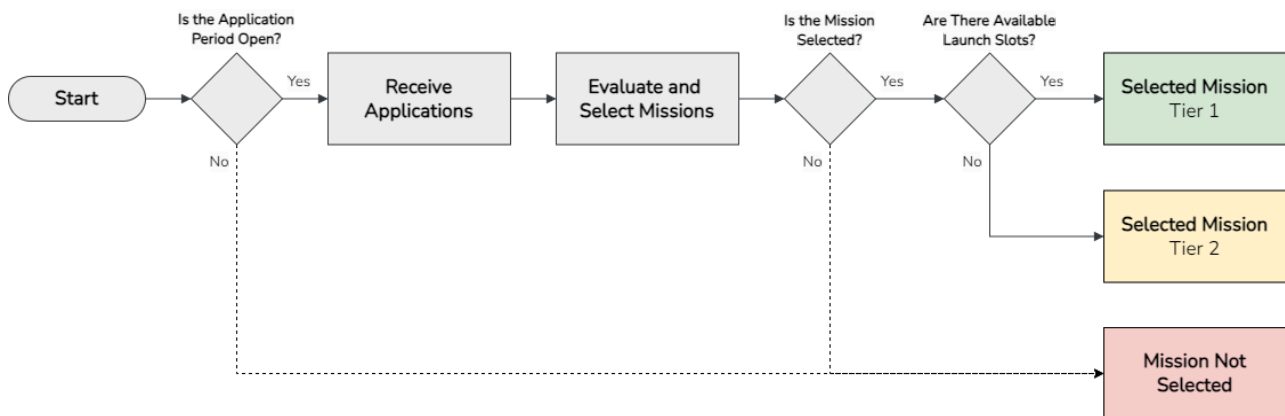 Is the Application
Period Open?
Is the Mission
Selected?
Are There Available
Launch Slots?
Start
Yes
Receive
Applications
Evaluate and
Select Missions
Yes
Yes
Selected Mission
Tier 1
No
No
No
Selected Mission
Tier 2
Mission Not
Selected